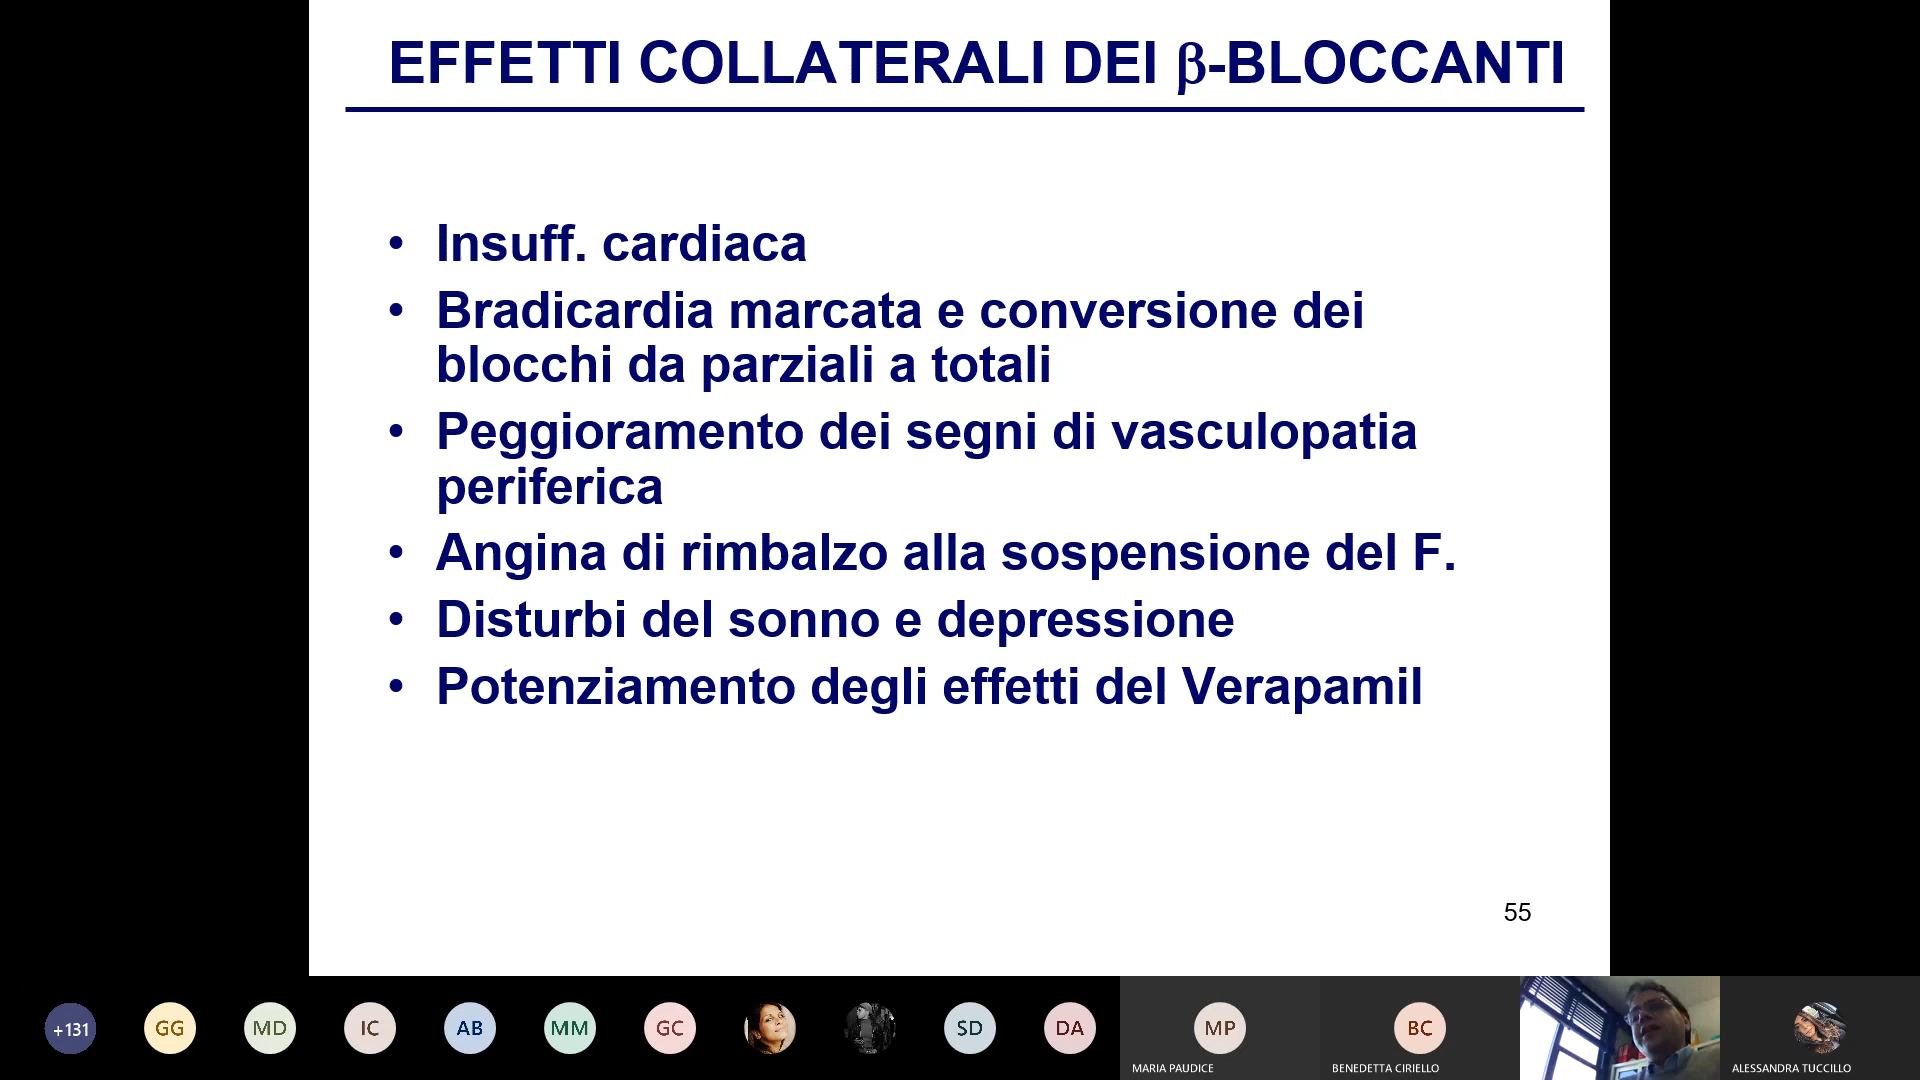 EFFETTI COLLATERALI DEI β-BLOCCANTI
• Insuff. cardiaca
• Bradicardia marcata e conversione dei
blocchi da parziali a totali
• Peggioramento dei segni di vasculopatia
periferica
• Angina di rimbalzo alla sospensione del F.
• Disturbi del sonno e depressione
• Potenziamento degli effetti del Verapamil
55
+131 GG MD IC AB MM GC SD DA MP BC
MARIA PAUDICE BENEDETTA CIRIELLO ALESSANDRA TUCCILLO